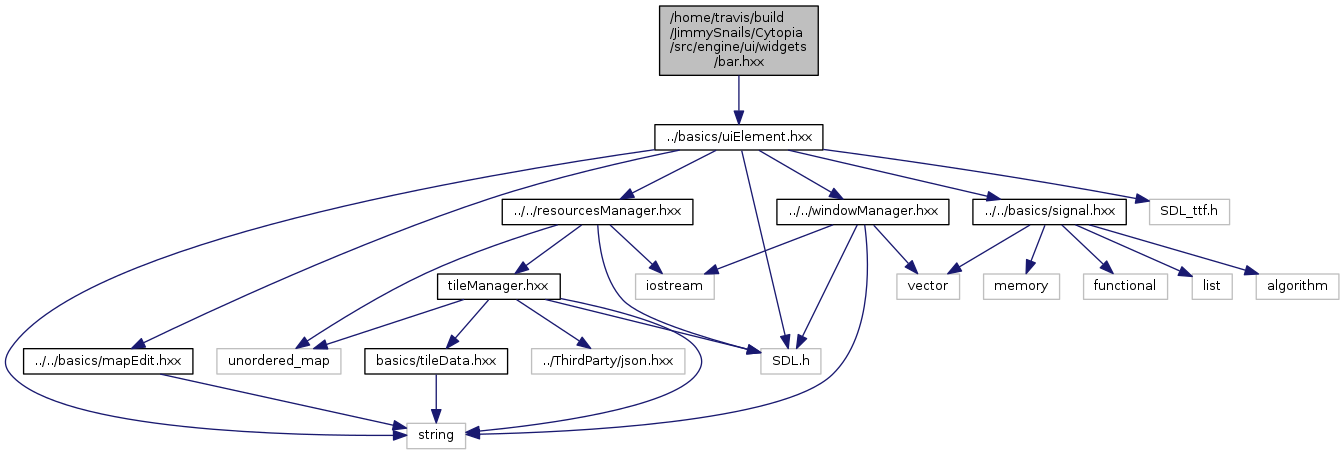 /home/travis/build
/JimmySnails/Cytopia
/src/engine/ui/widgets
/bar.hxx
../basics/uiElement.hxx
../../resourcesManager.hxx
../../windowManager.hxx
../../basics/signal.hxx
SDL_ttf.h
tileManager.hxx
iostream
vector
memory
functional
list
algorithm
../../basics/mapEdit.hxx
unordered_map
basics/tileData.hxx
../ThirdParty/json.hxx
SDL.h
string